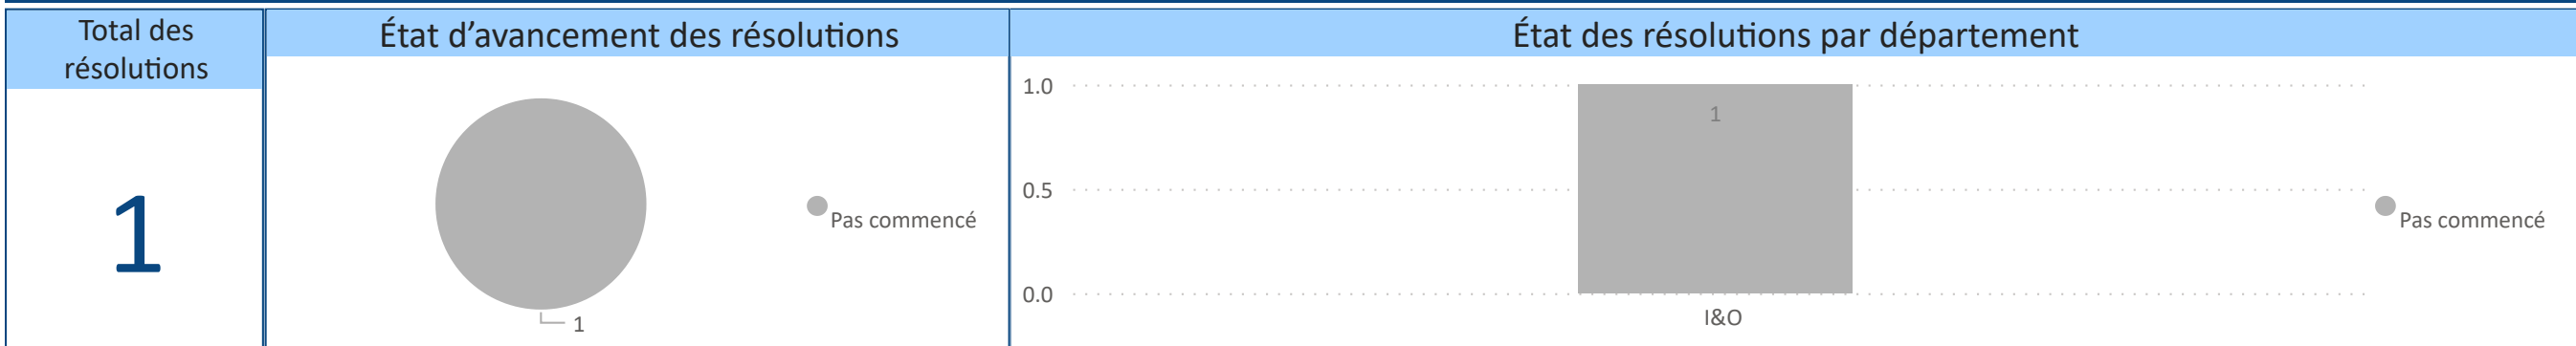 Total des
résolutions
1
État d'avancement des résolutions
1
Pas commencé
État des résolutions par département
1.0
0.5
0.0
1
I&O
Pas commencé